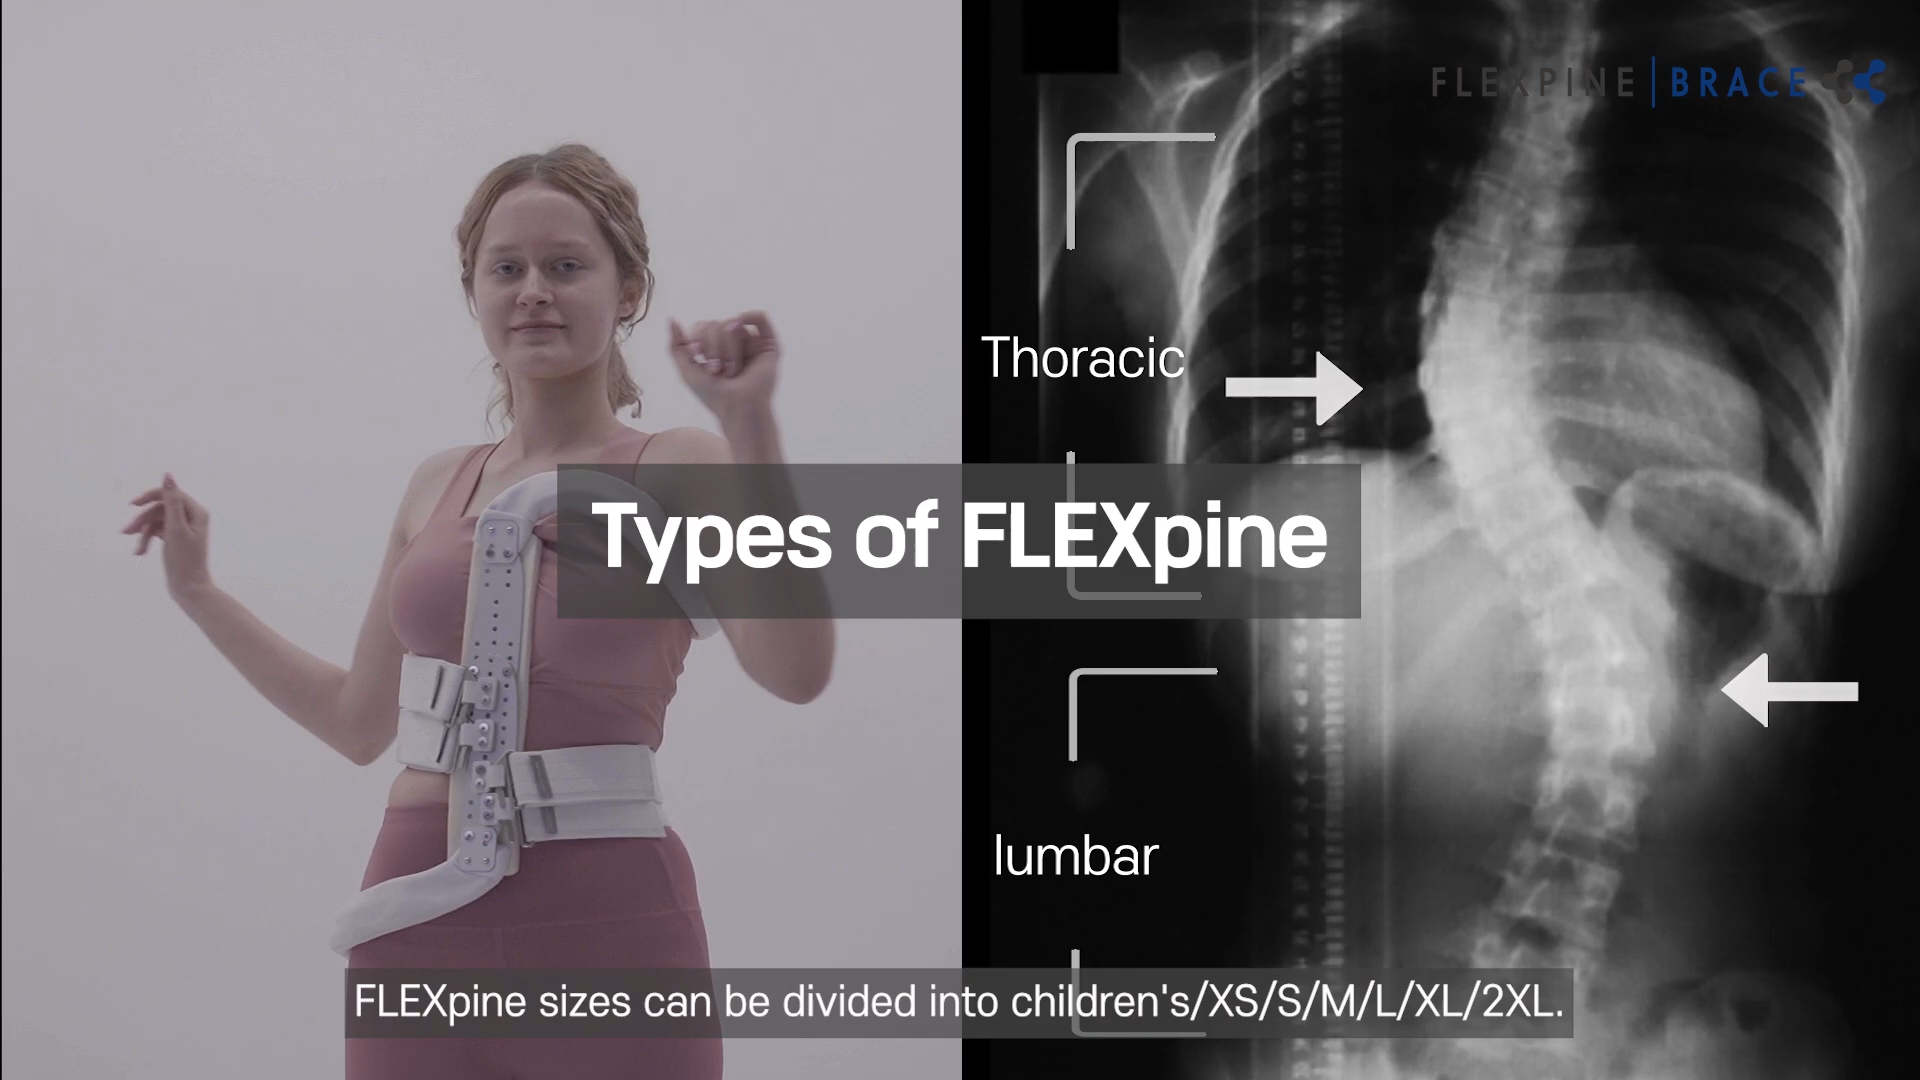 FLEXPINE | BRACE
Thoracic
Types of FLEXpine
lumbar
FLEXpine sizes can be divided into children's/XS/S/M/L/XL/2XL.